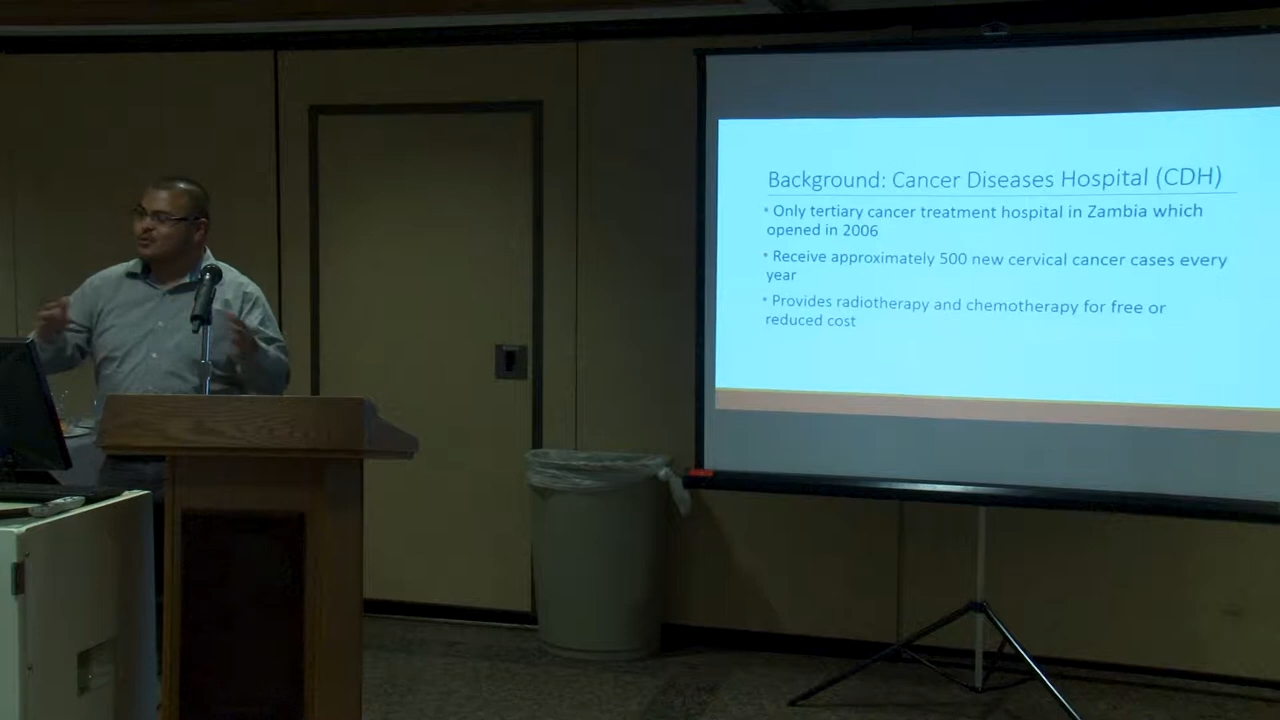 Background: Cancer Diseases Hospital (CDH)
• Only tertiary cancer treatment hospital in Zambia which
opened in 2006
• Receive approximately 500 new cervical cancer cases every
year
• Provides radiotherapy and chemotherapy for free or
reduced cost